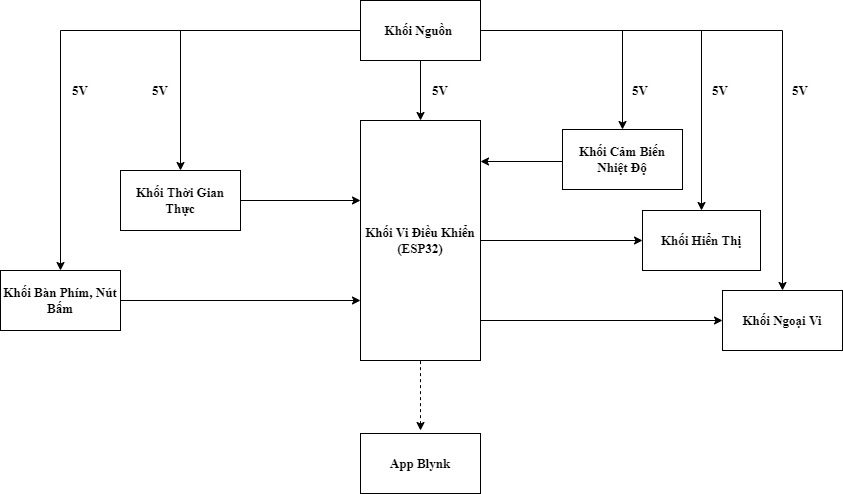 Khối Nguồn
5V
5V
5V
5V
5V
5V
Khối Cảm Biến
Nhiệt Độ
Khối Thời Gian
Thực
Khối Vi Điều Khiển
(ESP32)
Khối Hiển Thị
Khối Bàn Phím, Nút
Bấm
Khối Ngoại Vi
App Blynk